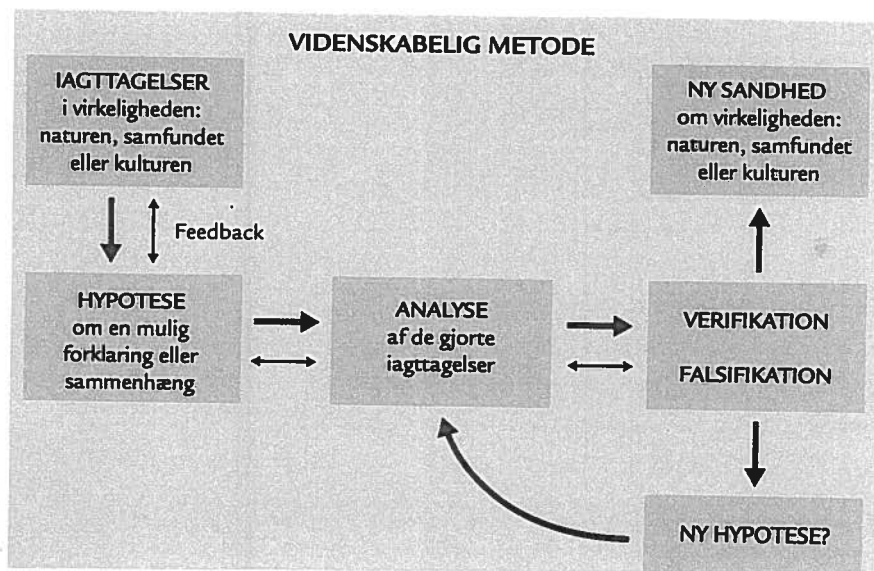 VIDENSKABELIG METODE
IAGTTAGELSER
i virkeligheden:
naturen, samfundet
eller kulturen
NY SANDHED
om virkeligheden:
naturen, samfundet
eller kulturen
Feedback
HYPOTESE
om en mulig
forklaring eller
sammenhæng
ANALYSE
af de gjorte
iagttagelser
VERIFIKATION
FALSIFIKATION
NY HYPOTESE?